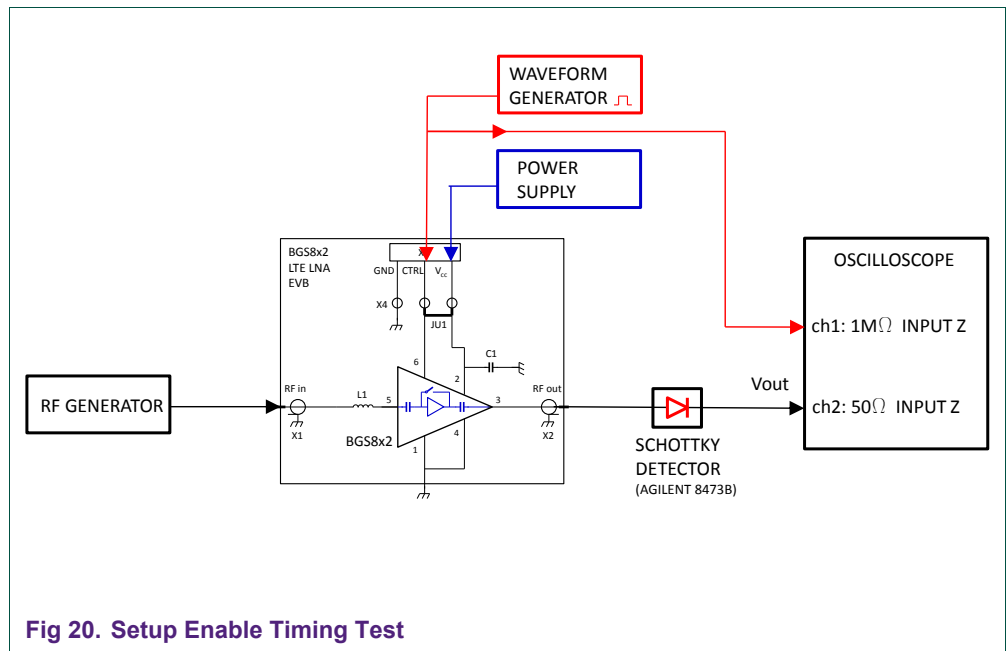 WAVEFORM
GENERATOR
POWER
SUPPLY
BGS8x2
LTE LNA
EVB
GND CTRL Vcc
X4
JU1
C1
6
2
RF in
L1
5
3
RF out
X1
BGS8x2
1
4
X2
RF GENERATOR
SCHOTTKY
DETECTOR
(AGILENT 8473B)
Vout
OSCILLOSCOPE
ch1: 1MΩ INPUT Z
ch2: 50Ω INPUT Z
Fig 20. Setup Enable Timing Test